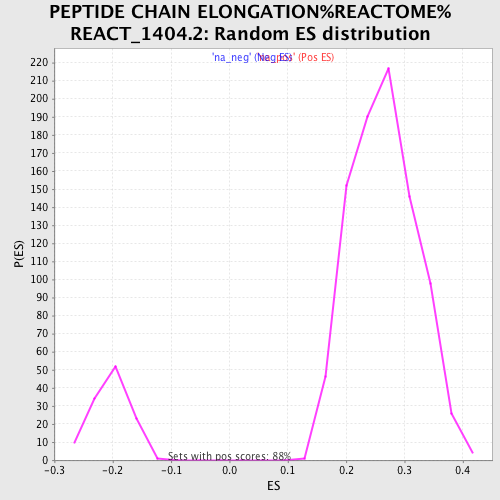 PEPTIDE CHAIN ELONGATION%REACTOME%
REACT_1404.2: Random ES distribution
'na_neg' (Neg ES)
'na_pos' (Pos ES)
220
210
200
190
180
170
160
150
140
130
120
110
100
90
80
70
60
50
40
30
20
10
0
P(ES)
Sets with pos scores: 88%
-0.3 -0.2 -0.1 0.0 0.1 0.2 0.3 0.4
ES